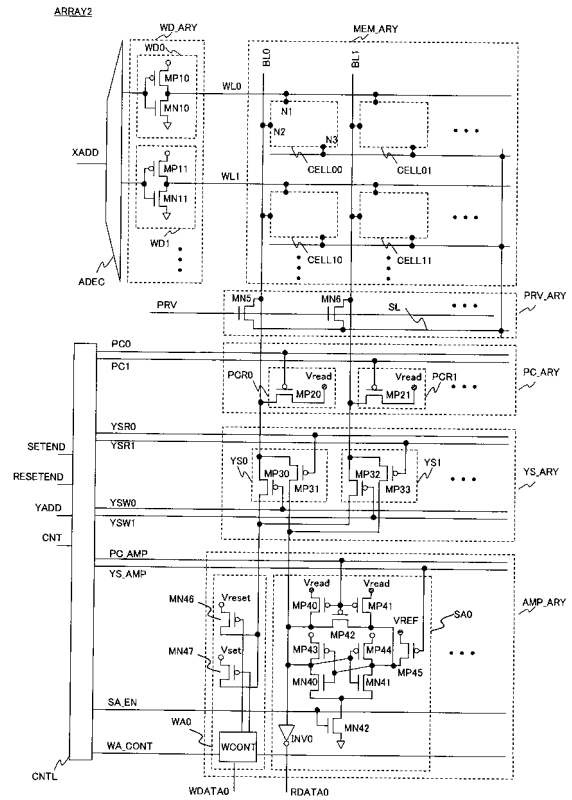 ARRAY2
WD_ARY
WD0
MEM_ARY
BL0
BL1
MP10
MN10
WL0
N1
N2
N3
XADD
CELL00
CELL01
MP11
MN11
WL1
WD1
CELL10
CELL11
ADEC
PRV
MN5
MN6
SL
PRV_ARY
PC0
PC1
PCR0
Vread
MP20
Vread
MP21
PCR1
PC_ARY
YSR0
YSR1
SETEND
RESETEND
YADD
CNT
YS0
MP30
MP31
MP32
MP33
YS1
YS_ARY
YSW0
YSW1
PC_AMP
YS_AMP
AMP_ARY
MN46
Vreset
MN47
Vset
Vread
Vread
MP40
MP41
MP42
VREF
SA0
MP43
MP44
MP45
MN40
MN41
SA_EN
MN42
WA0
WCONT
INV0
WA_CONT
CNTL
WDATA0
RDATA0